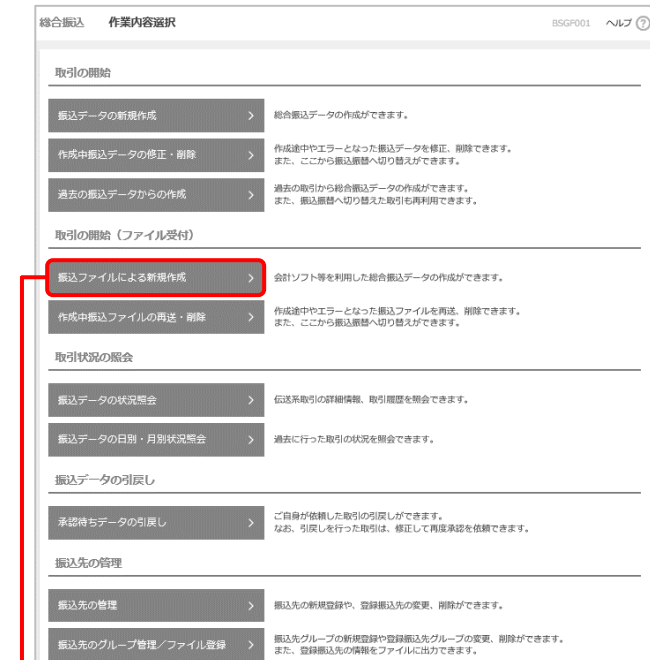 総合振込 作業内容選択 BSGF001 ヘルプ ?
取引の開始
振込データの新規作成 >
総合振込データの作成ができます。
作成中振込データの修正・削除 >
作成途中やエラーとなった振込データを修正、削除できます。
また、ここから振込振替へ切り替えができます。
過去の振込データからの作成 >
過去の取引から総合振込データの作成ができます。
また、振込振替へ切り替えた取引も再利用できます。
取引の開始（ファイル受付）
振込ファイルによる新規作成 >
会計ソフト等を利用した総合振込データの作成ができます。
作成中振込ファイルの再送・削除 >
作成途中やエラーとなった振込ファイルを再送、削除できます。
また、ここから振込振替へ切り替えができます。
取引状況の照会
振込データの状況照会 >
伝送系取引の詳細情報、取引履歴を照会できます。
振込データの日別・月別状況照会 >
過去に行った取引の状況を照会できます。
振込データの引戻し
承認待ちデータの引戻し >
ご自身が依頼した取引の引戻しができます。
なお、引戻しを行った取引は、修正して再度承認を依頼できます。
振込先の管理
振込先の管理 >
振込先の新規登録や、登録振込先の変更、削除ができます。
振込先のグループ管理／ファイル登録 >
振込先グループの新規登録や登録振込先グループの変更、削除ができます。
また、登録振込先の情報をファイルに出力できます。